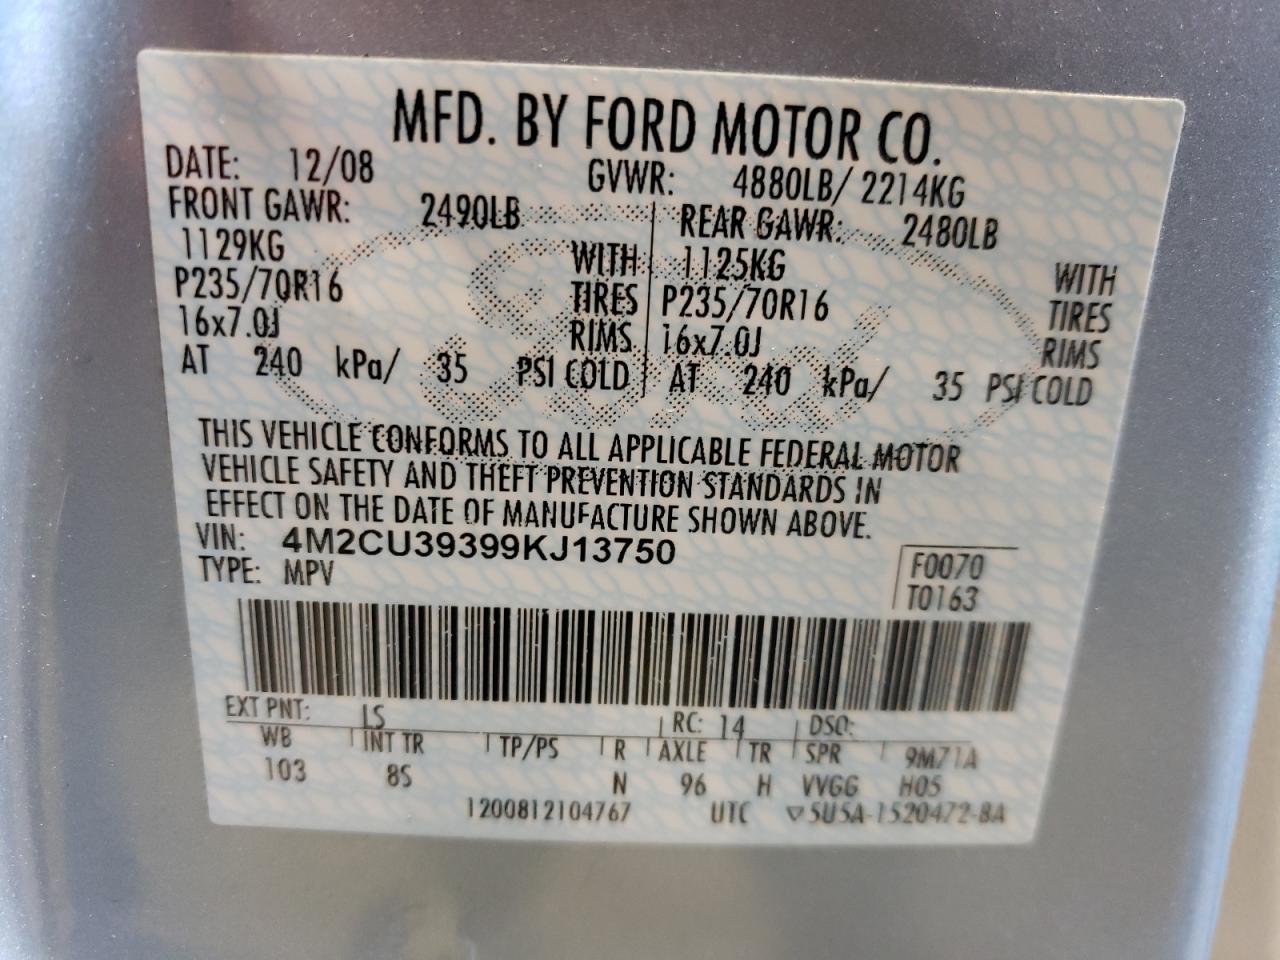 MFD. BY FORD MOTOR CO.
DATE: 12/08 GVWR: 4880LB/ 2214KG
FRONT GAWR: 2490LB REAR GAWR: 2480LB
1129KG WITH 1125KG WITH
P235/70R16 TIRES P235/70R16 TIRES
16x7.0J RIMS 16x7.0J RIMS
AT 240 kPa/ 35 PSI COLD AT 240 kPa/ 35 PSI COLD
THIS VEHICLE CONFORMS TO ALL APPLICABLE FEDERAL MOTOR
VEHICLE SAFETY AND THEFT PREVENTION STANDARDS IN
EFFECT ON THE DATE OF MANUFACTURE SHOWN ABOVE.
VIN: 4M2CU39399KJ13750
TYPE: MPV
F0070
T0163
EXT PNT: LS RC: 14 DSO:
WB INT TR TP/PS R AXLE TR SPR 9M71A
103 8S N 96 H VVGG H05
1200812104767 UTC ▽5U5A-1520472-BA